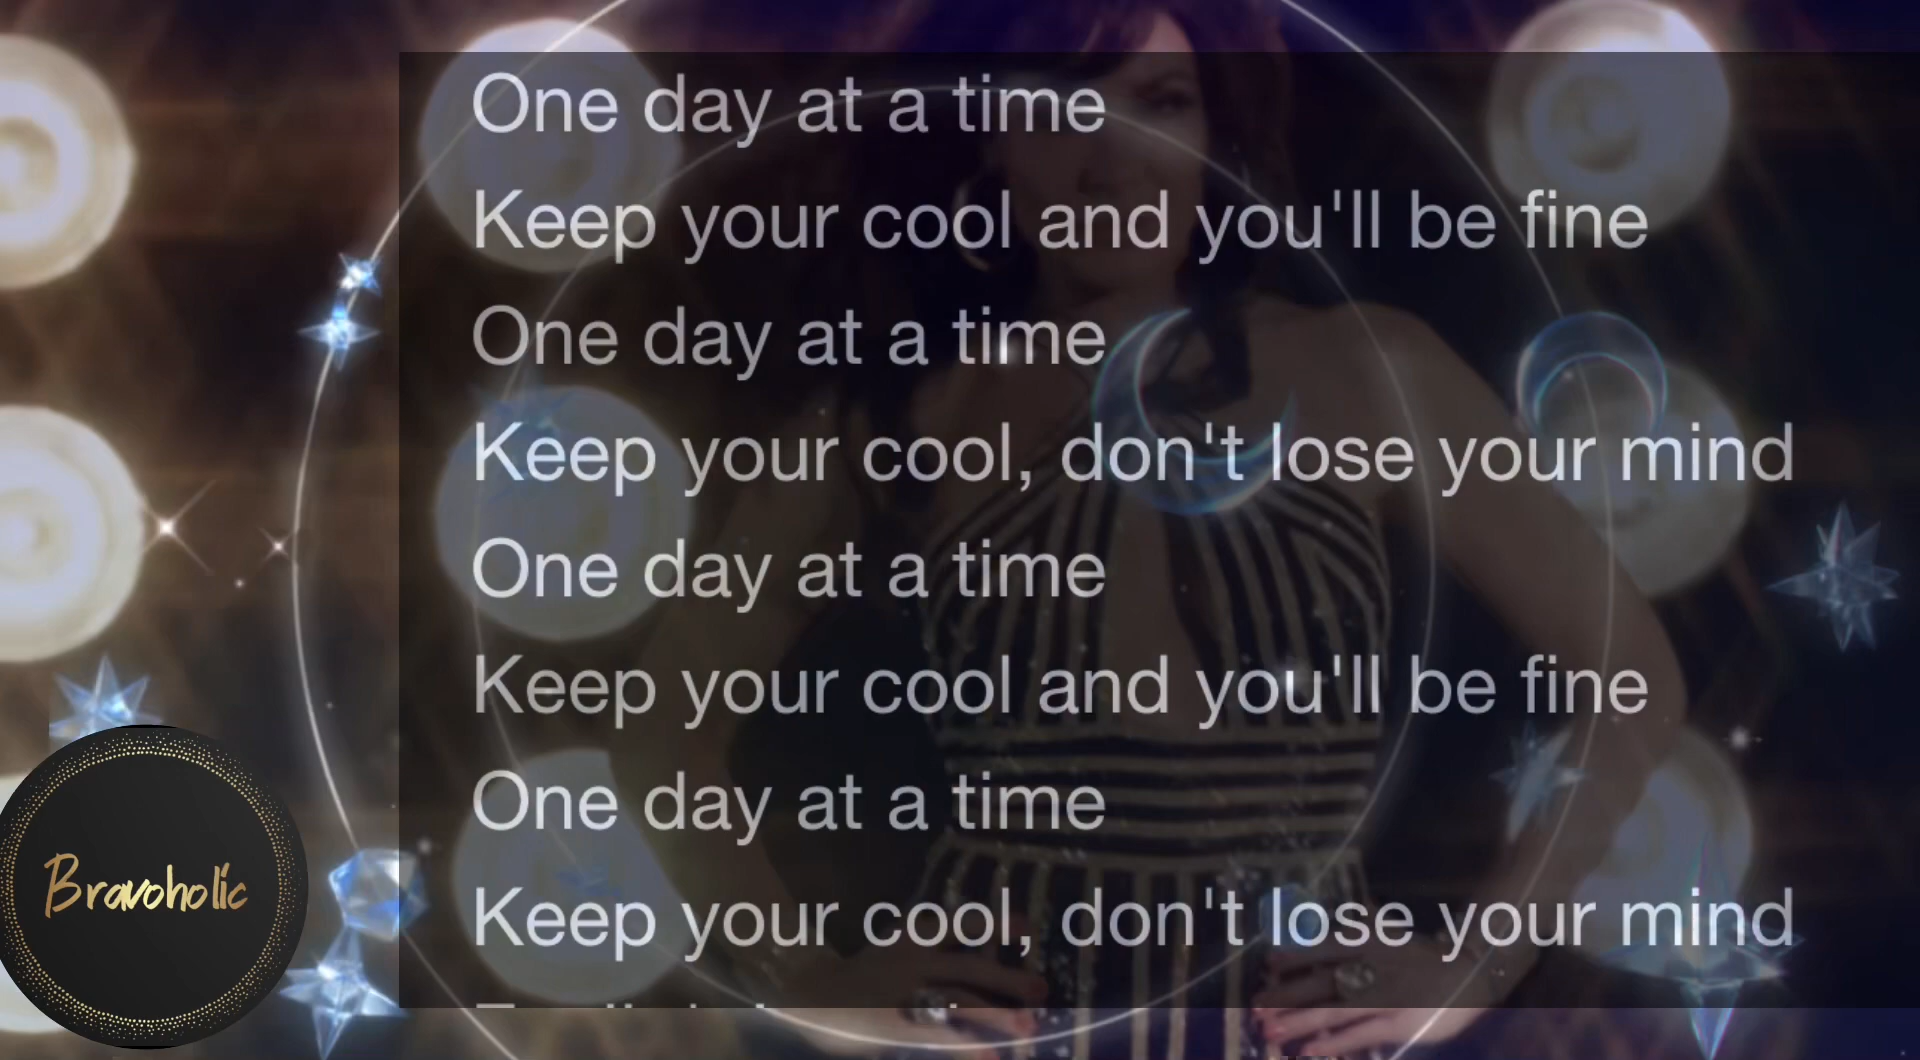 One day at a time
Keep your cool and you'll be fine
One day at a time
Keep your cool, don't lose your mind
One day at a time
Keep your cool and you'll be fine
One day at a time
Keep your cool, don't lose your mind
Bravoholic